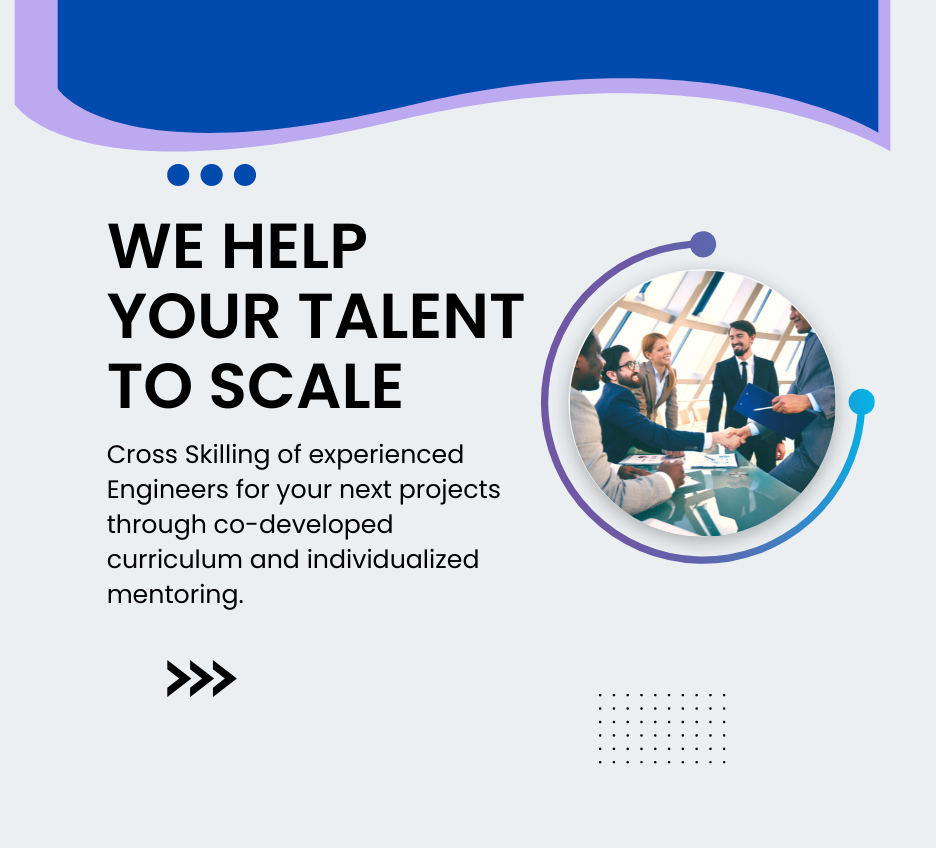 WE HELP
YOUR TALENT
TO SCALE
Cross Skilling of experienced
Engineers for your next projects
through co-developed
curriculum and individualized
mentoring.